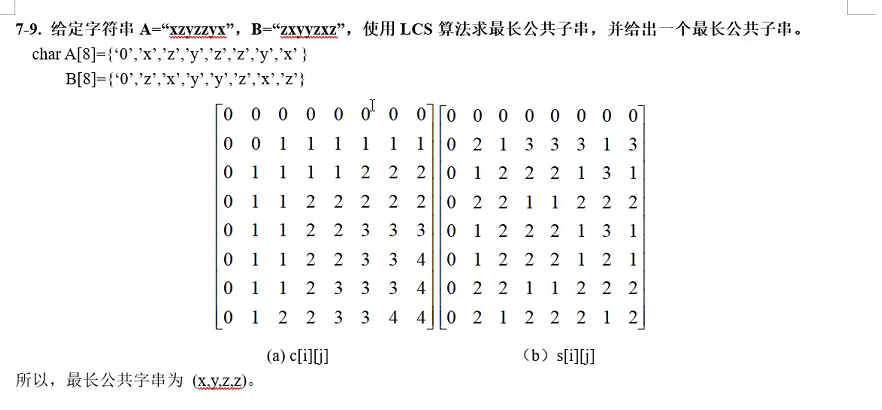 7-9. 给定字符串 A=“xzyzzyx”，B=“zxyyzxz”，使用 LCS 算法求最长公共子串，并给出一个最长公共子串。
char A[8]={‘0’,’x’,’z’,’y’,’z’,’z’,’y’,’x’ }
B[8]={‘0’,’z’,’x’,’y’,’y’,’z’,’x’,’z’}
0 0 0 0 0 0 0 0 0 0 0 0 0 0 0 0
0 0 1 1 1 1 1 1 0 2 1 3 3 3 1 3
0 1 1 1 1 2 2 2 0 1 2 2 2 1 3 1
0 1 1 2 2 2 2 2 0 2 2 1 1 2 2 2
0 1 1 2 2 3 3 3 0 1 2 2 2 1 3 1
0 1 1 2 2 3 3 4 0 1 2 2 2 1 2 1
0 1 1 2 3 3 3 4 0 2 2 1 1 2 2 2
0 1 2 2 3 3 4 4 0 2 1 2 2 2 1 2
(a) c[i][j] （b）s[i][j]
所以，最长公共字串为 (x,y,z,z)。